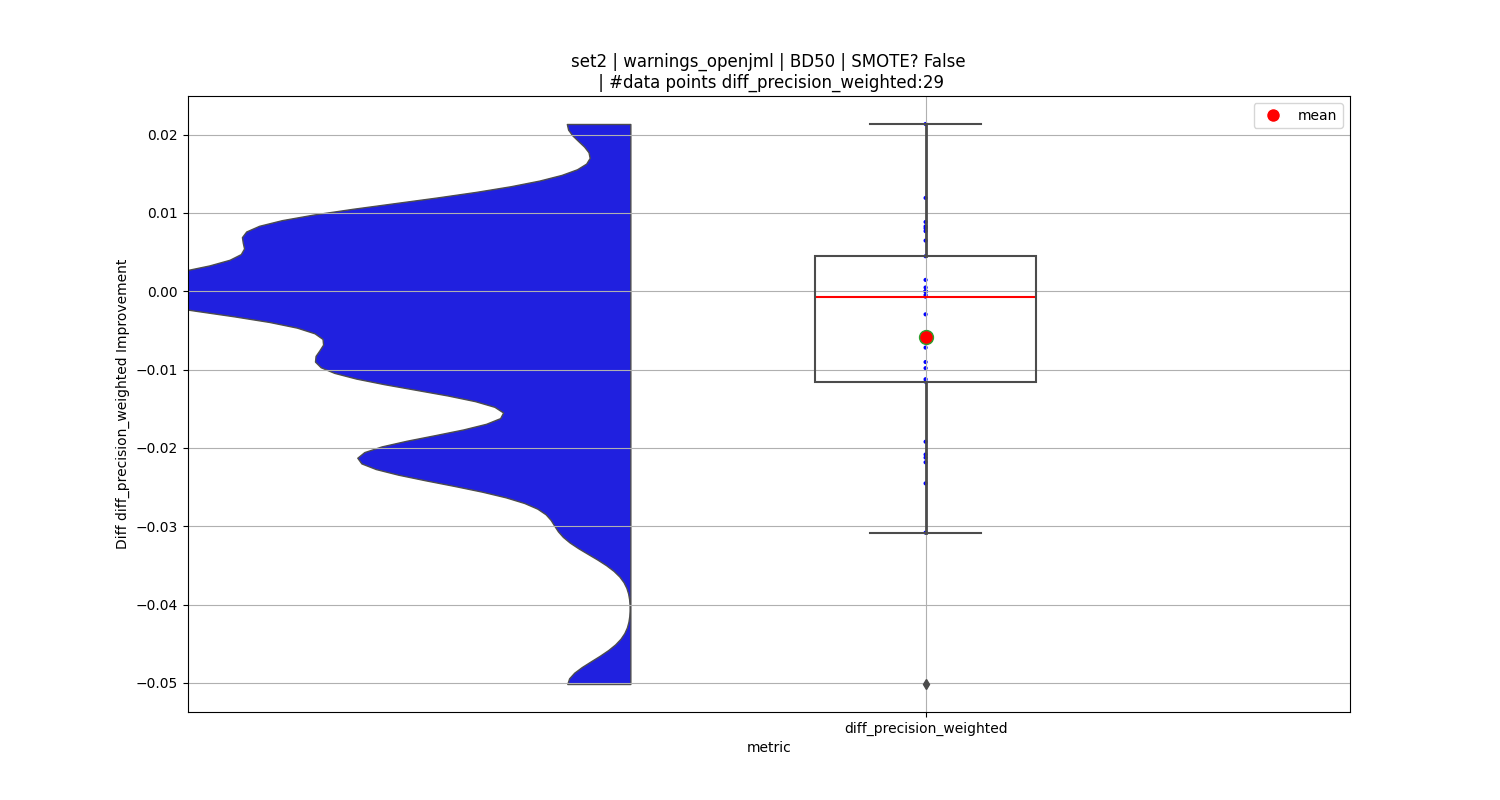 set2 | warnings_openjml | BD50 | SMOTE? False
| #data points diff_precision_weighted:29
mean
0.02
0.01
0.00
−0.01
−0.02
−0.03
−0.04
−0.05
Diff diff_precision_weighted Improvement
diff_precision_weighted
metric